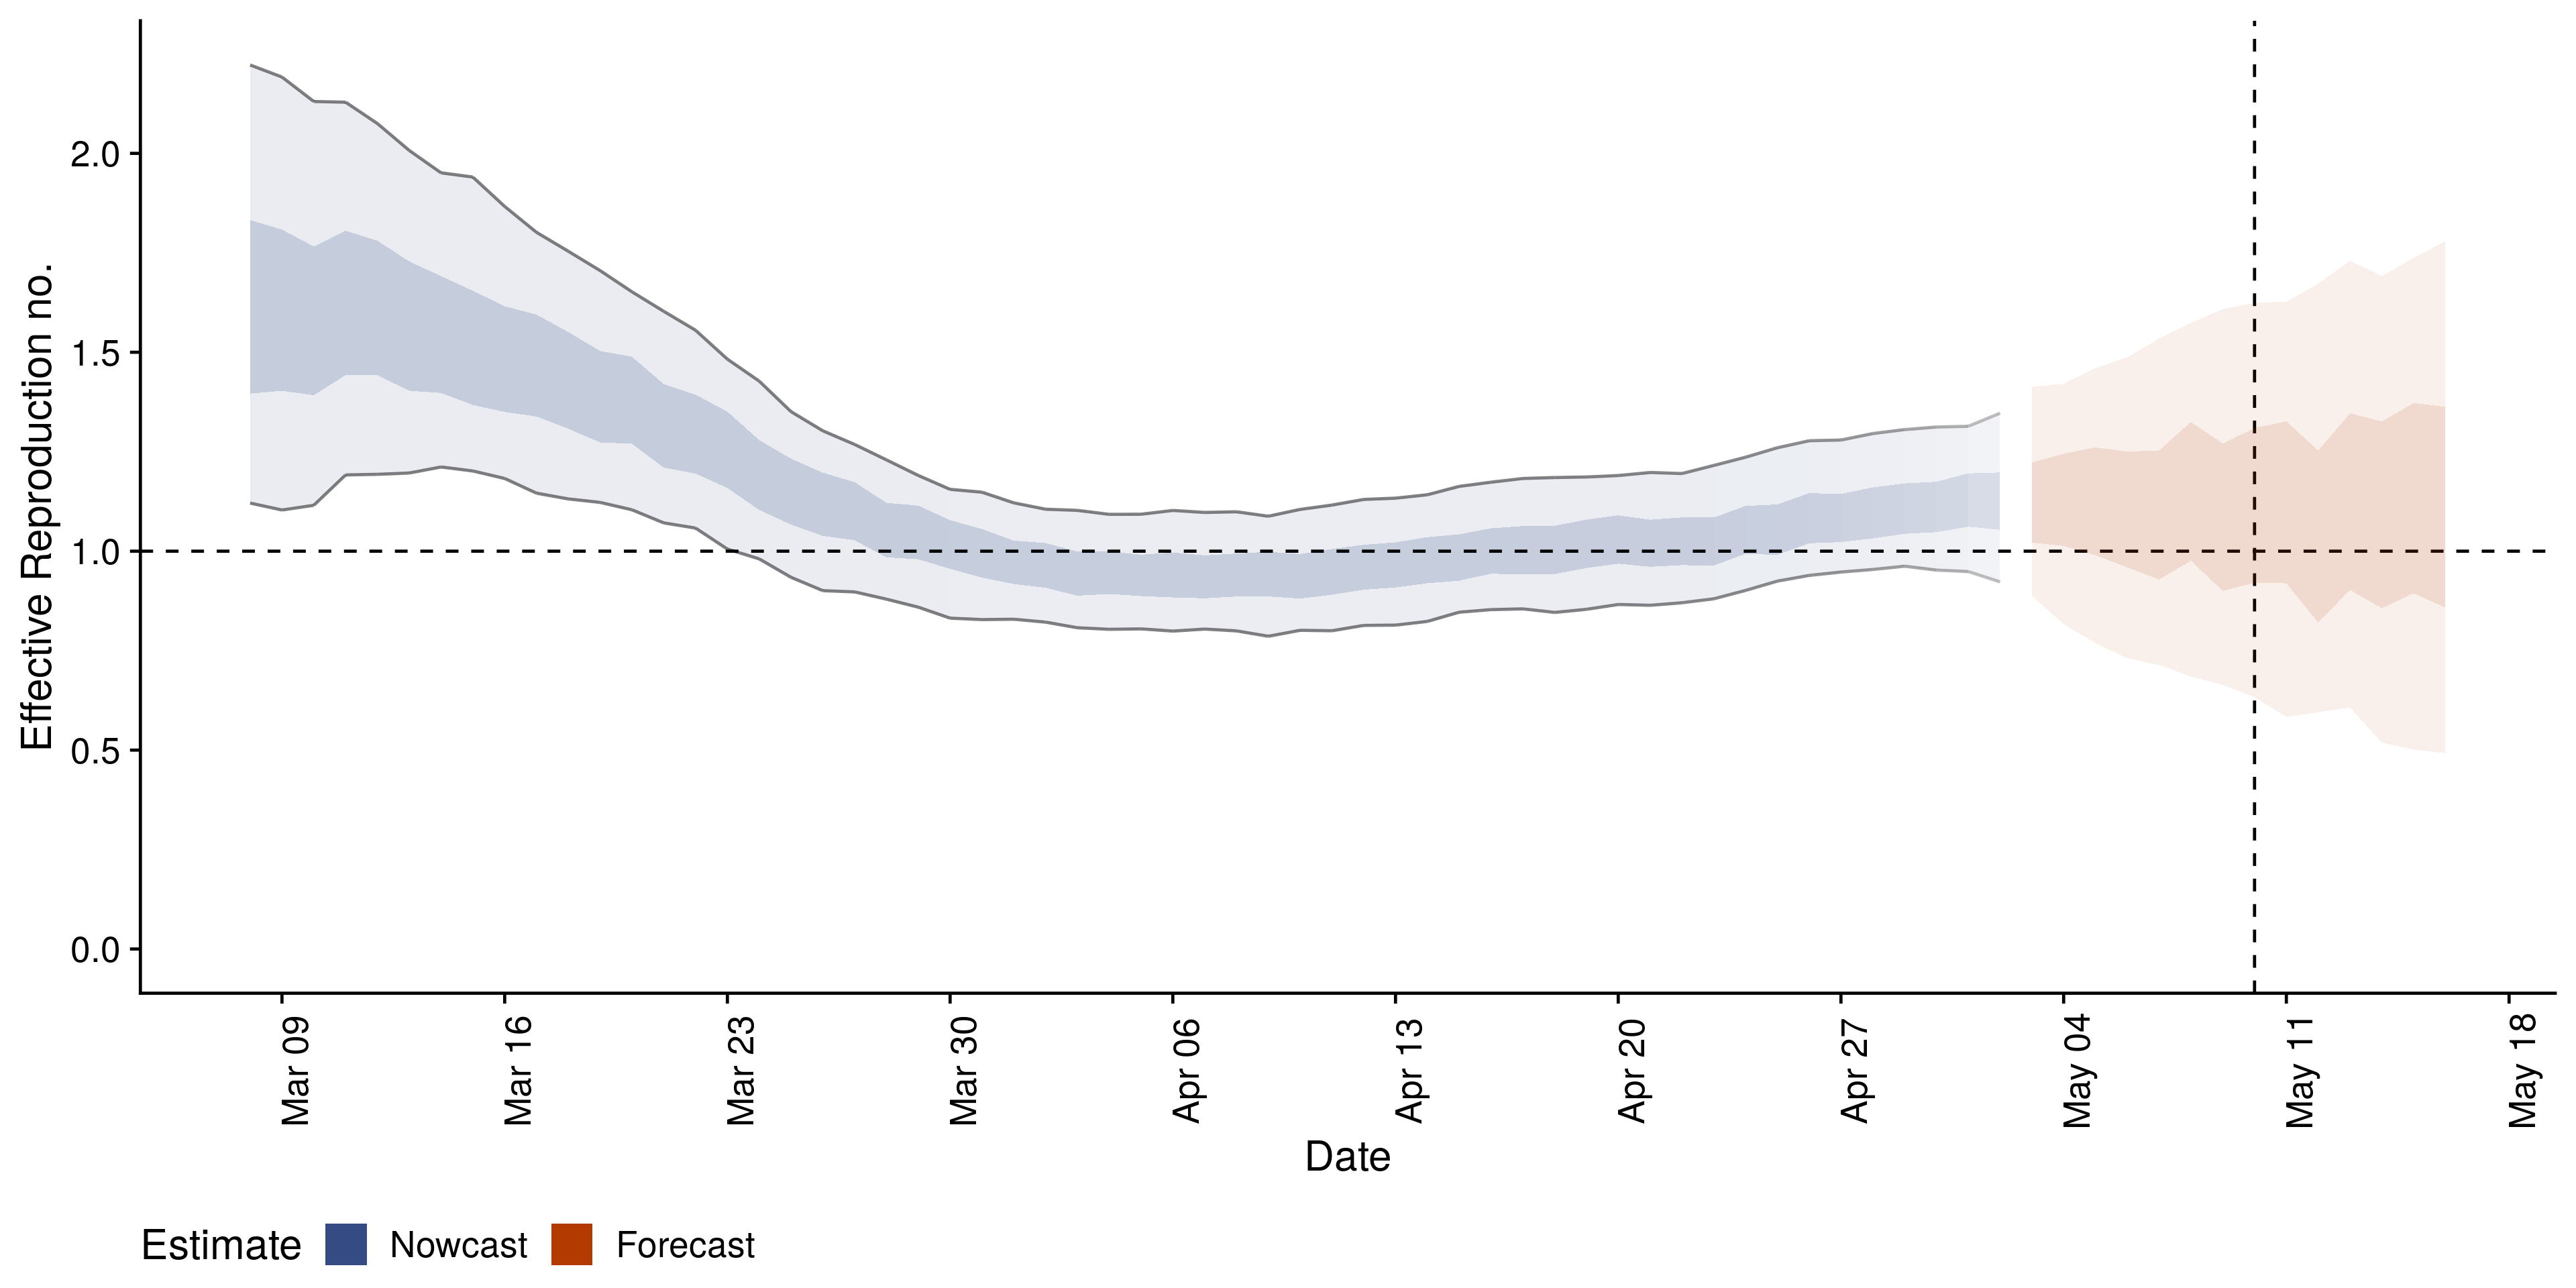 Effective Reproduction no.
2.0
1.5
1.0
0.5
0.0
Mar 09
Mar 16
Mar 23
Mar 30
Apr 06
Apr 13
Apr 20
Apr 27
May 04
May 11
May 18
Date
Estimate Nowcast Forecast